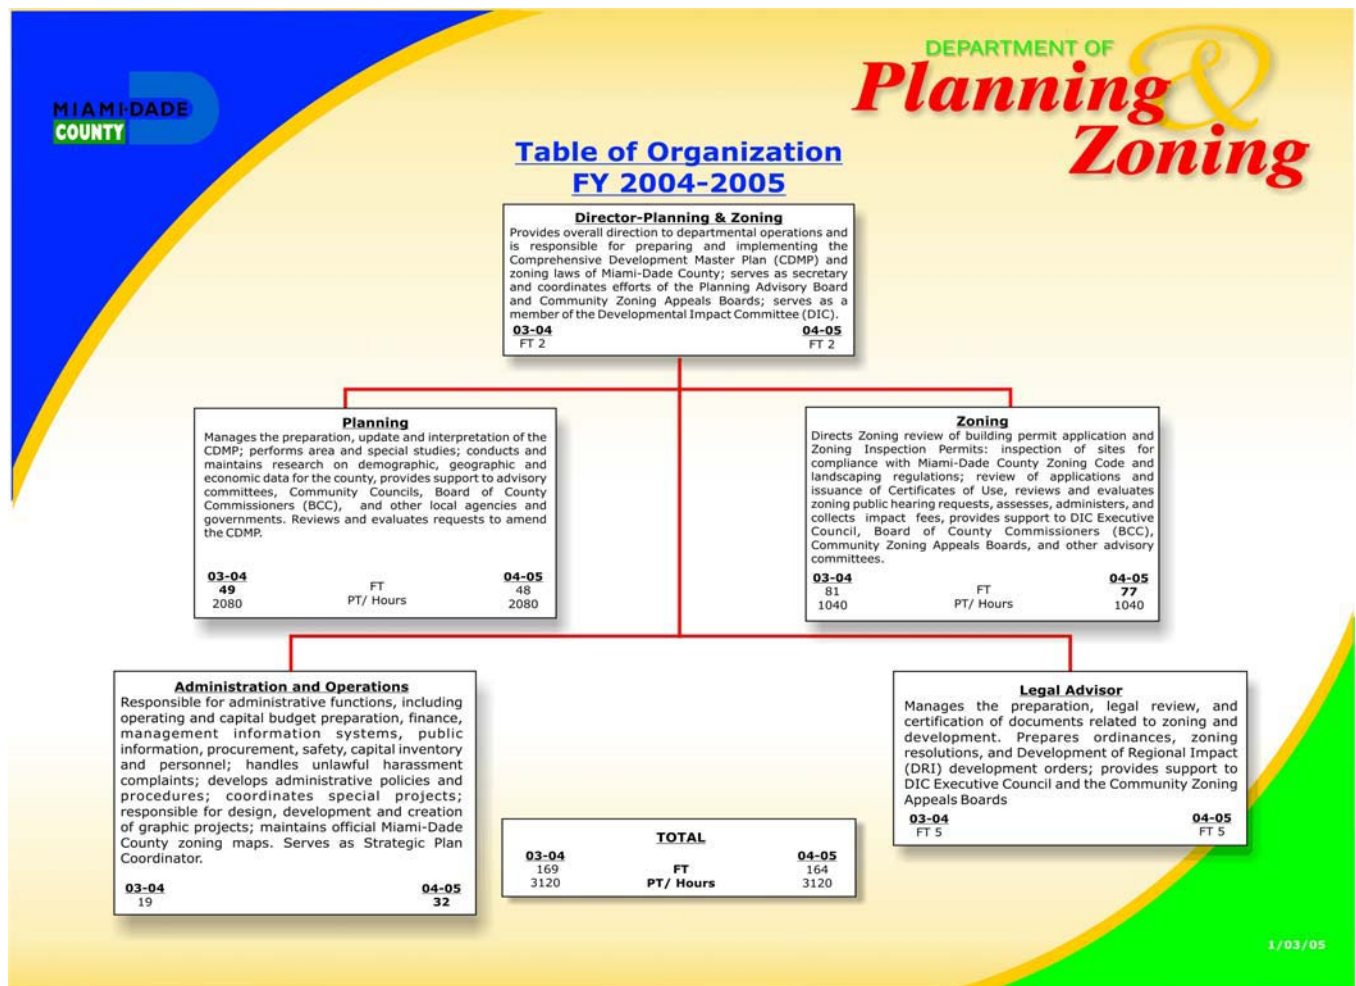 MIAMI-DADE
COUNTY
DEPARTMENT OF
Planning
&
Zoning
Table of Organization
FY 2004-2005
Director-Planning & Zoning
Provides overall direction to departmental operations and
is responsible for preparing and implementing the
Comprehensive Development Master Plan (CDMP) and
zoning laws of Miami-Dade County; serves as secretary
and coordinates efforts of the Planning Advisory Board
and Community Zoning Appeals Boards; serves as a
member of the Developmental Impact Committee (DIC).
03-04 04-05
FT 2 FT 2
Planning
Manages the preparation, update and interpretation of the
CDMP; performs area and special studies; conducts and
maintains research on demographic, geographic and
economic data for the county, provides support to advisory
committees, Community Councils, Board of County
Commissioners (BCC), and other local agencies and
governments. Reviews and evaluates requests to amend
the CDMP.
03-04 04-05
49 FT 48
2080 PT/ Hours 2080
Zoning
Directs Zoning review of building permit application and
Zoning Inspection Permits: inspection of sites for
compliance with Miami-Dade County Zoning Code and
landscaping regulations; review of applications and
issuance of Certificates of Use, reviews and evaluates
zoning public hearing requests, assesses, administers, and
collects impact fees, provides support to DIC Executive
Council, Board of County Commissioners (BCC),
Community Zoning Appeals Boards, and other advisory
committees.
03-04 04-05
81 FT 77
1040 PT/ Hours 1040
Administration and Operations
Responsible for administrative functions, including
operating and capital budget preparation, finance,
management information systems, public
information, procurement, safety, capital inventory
and personnel; handles unlawful harassment
complaints; develops administrative policies and
procedures; coordinates special projects;
responsible for design, development and creation
of graphic projects; maintains official Miami-Dade
County zoning maps. Serves as Strategic Plan
Coordinator.
03-04 04-05
19 32
Legal Advisor
Manages the preparation, legal review, and
certification of documents related to zoning and
development. Prepares ordinances, zoning
resolutions, and Development of Regional Impact
(DRI) development orders; provides support to
DIC Executive Council and the Community Zoning
Appeals Boards
03-04 04-05
FT 5 FT 5
TOTAL
03-04 04-05
169 FT 164
3120 PT/ Hours 3120
1/03/05